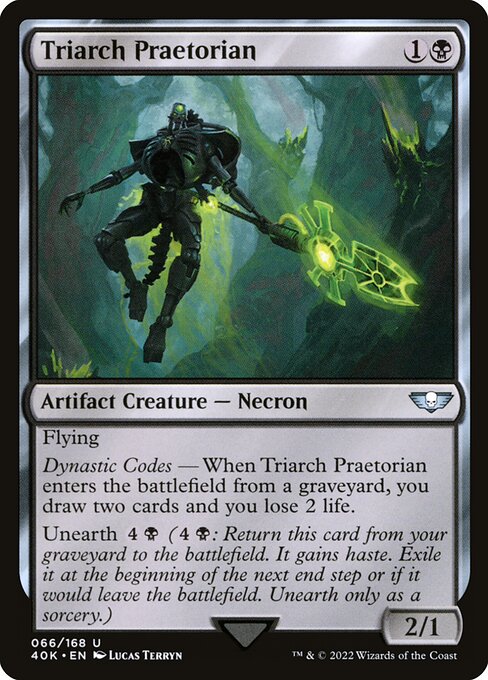 Triarch Praetorian 1
Artifact Creature — Necron
Flying
Dynastic Codes — When Triarch Praetorian
enters the battlefield from a graveyard, you
draw two cards and you lose 2 life.
Unearth 4 (4 : Return this card from your
graveyard to the battlefield. It gains haste. Exile
it at the beginning of the next end step or if it
would leave the battlefield. Unearth only as a
sorcery.)
2/1
066/168 U
40K • EN Lucas Terryn
™ & © 2022 Wizards of the Coast